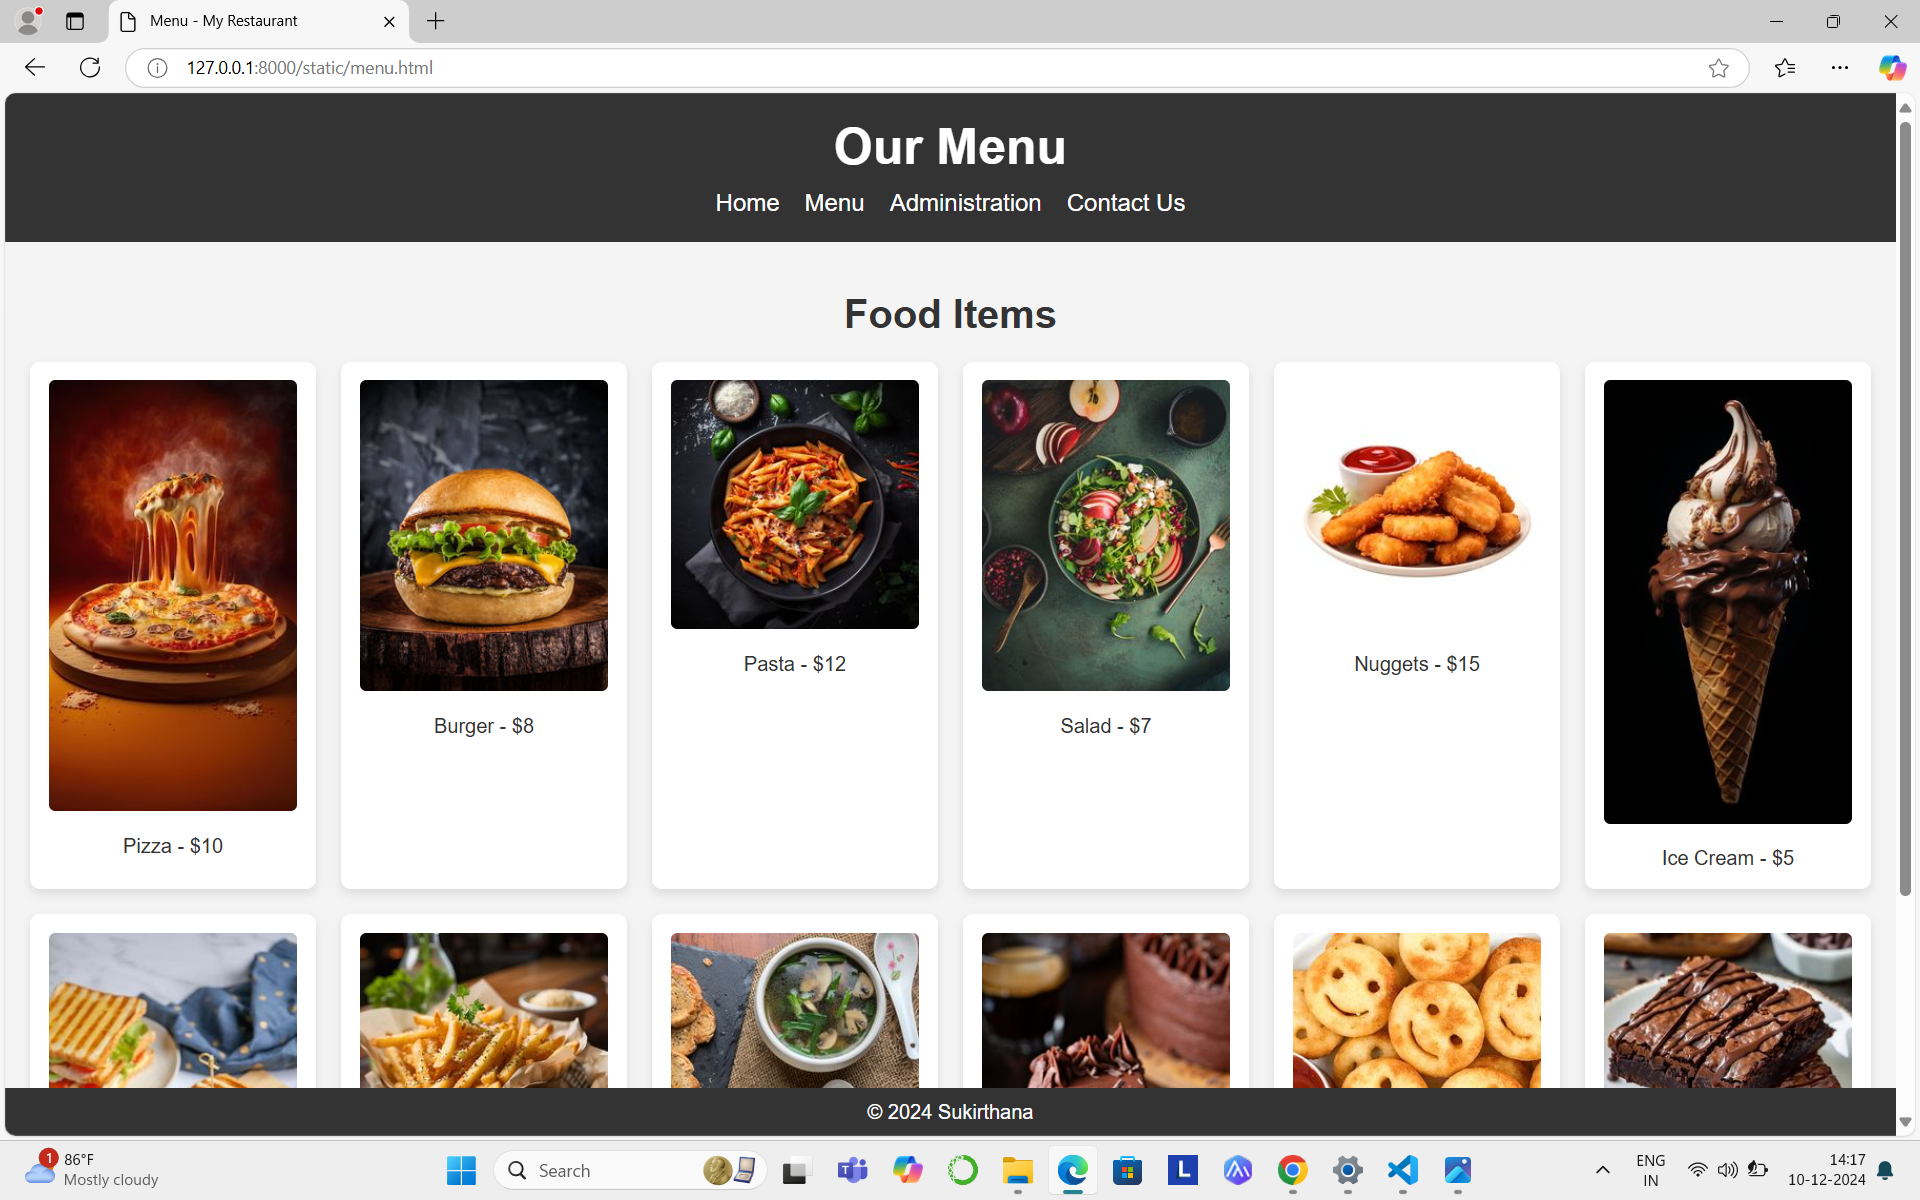 Menu - My Restaurant
127.0.0.1:8000/static/menu.html
Our Menu
Home Menu Administration Contact Us
Food Items
Pizza - $10
Burger - $8
Pasta - $12
Salad - $7
Nuggets - $15
Ice Cream - $5
© 2024 Sukirthana
1
86°F
Mostly cloudy
Search
L
ENG
IN
14:17
10-12-2024